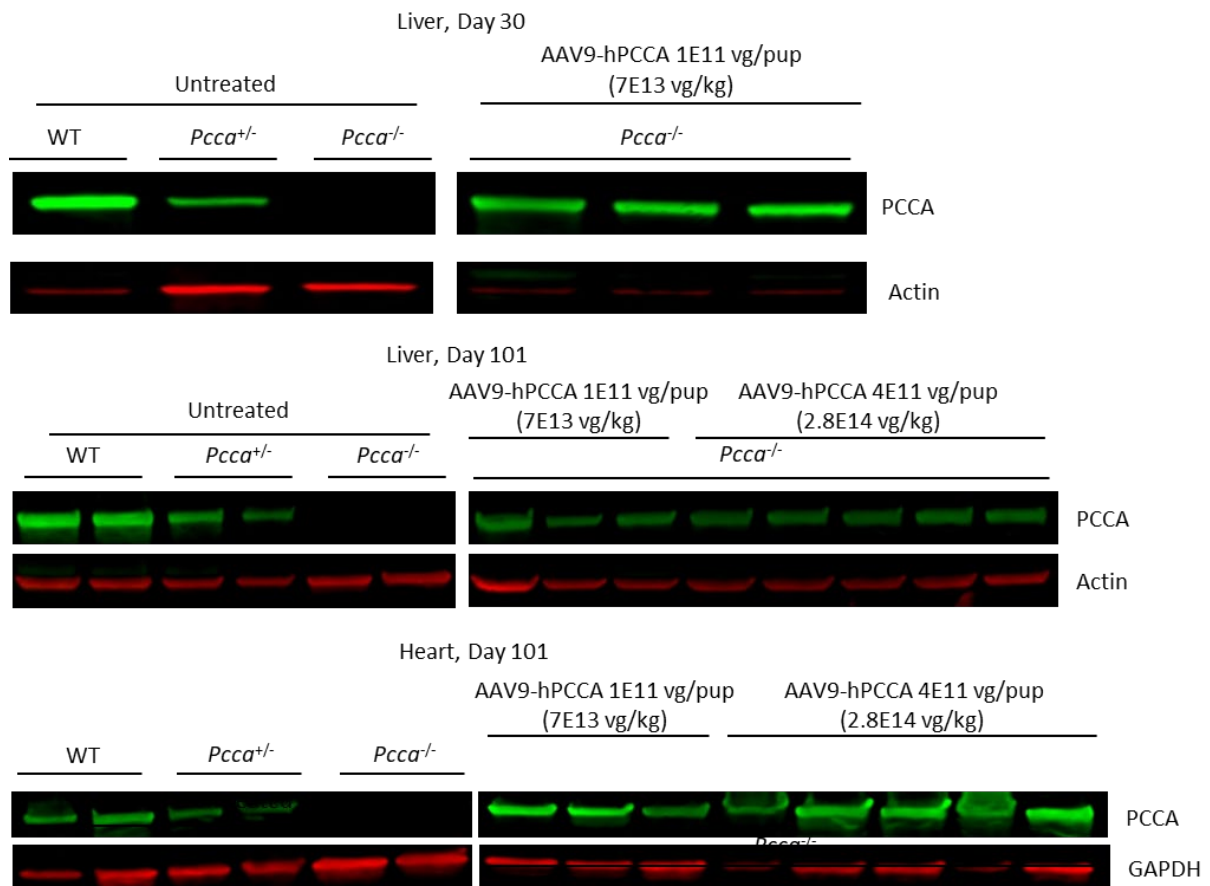 Liver, Day 30
Untreated
AAV9-hPCCA 1E11 vg/pup
(7E13 vg/kg)
WT
Pcca+/-
Pcca-/-
Pcca-/-
PCCA
Actin
Liver, Day 101
Untreated
AAV9-hPCCA 1E11 vg/pup
(7E13 vg/kg)
AAV9-hPCCA 4E11 vg/pup
(2.8E14 vg/kg)
WT
Pcca+/-
Pcca-/-
Pcca-/-
PCCA
Actin
Heart, Day 101
AAV9-hPCCA 1E11 vg/pup
(7E13 vg/kg)
AAV9-hPCCA 4E11 vg/pup
(2.8E14 vg/kg)
WT
Pcca+/-
Pcca-/-
PCCA
Pcca-/-
GAPDH